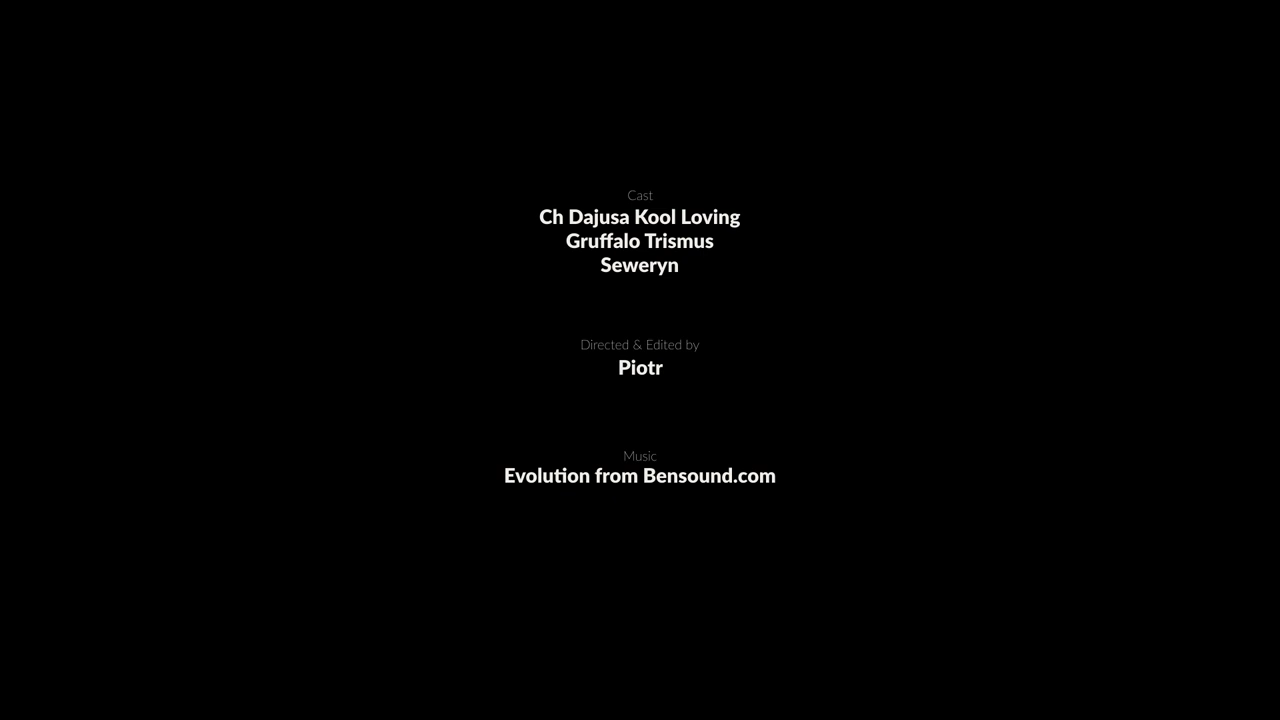 Cast
Ch Dajusa Kool Loving
Gruffalo Trismus
Seweryn
Directed & Edited by
Piotr
Music
Evolution from Bensound.com